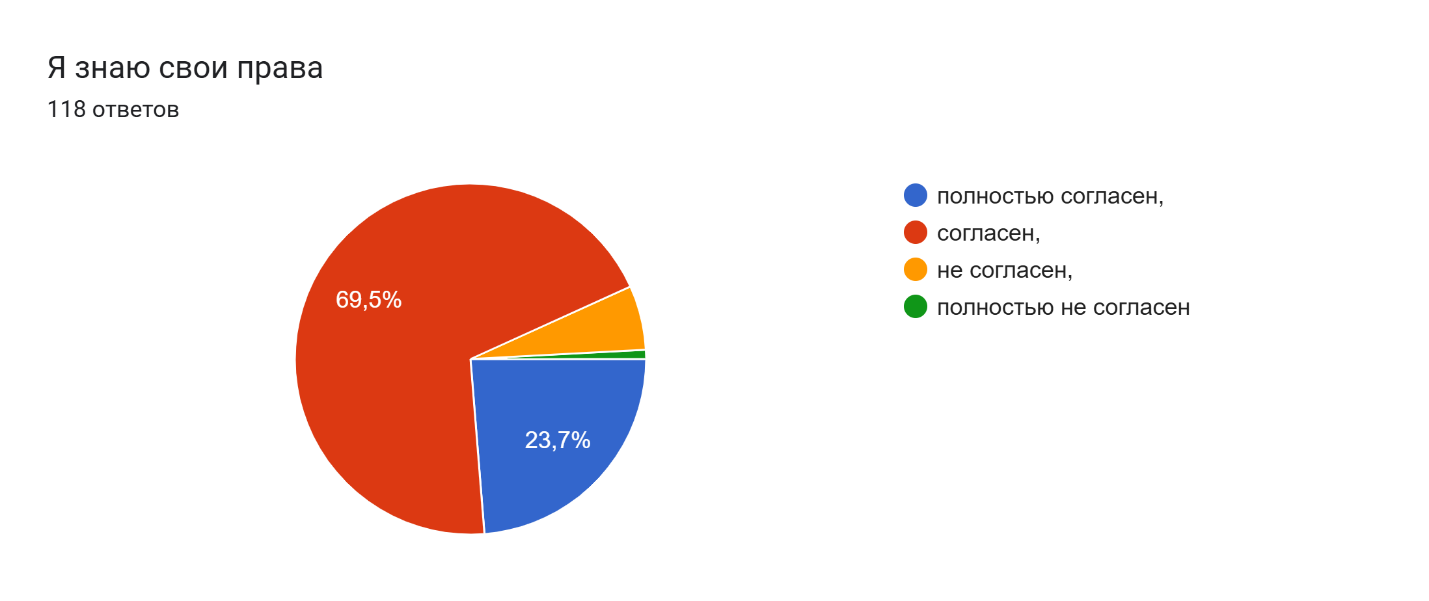 Я знаю свои права
118 ответов
69,5%
23,7%
полностью согласен,
согласен,
не согласен,
полностью не согласен